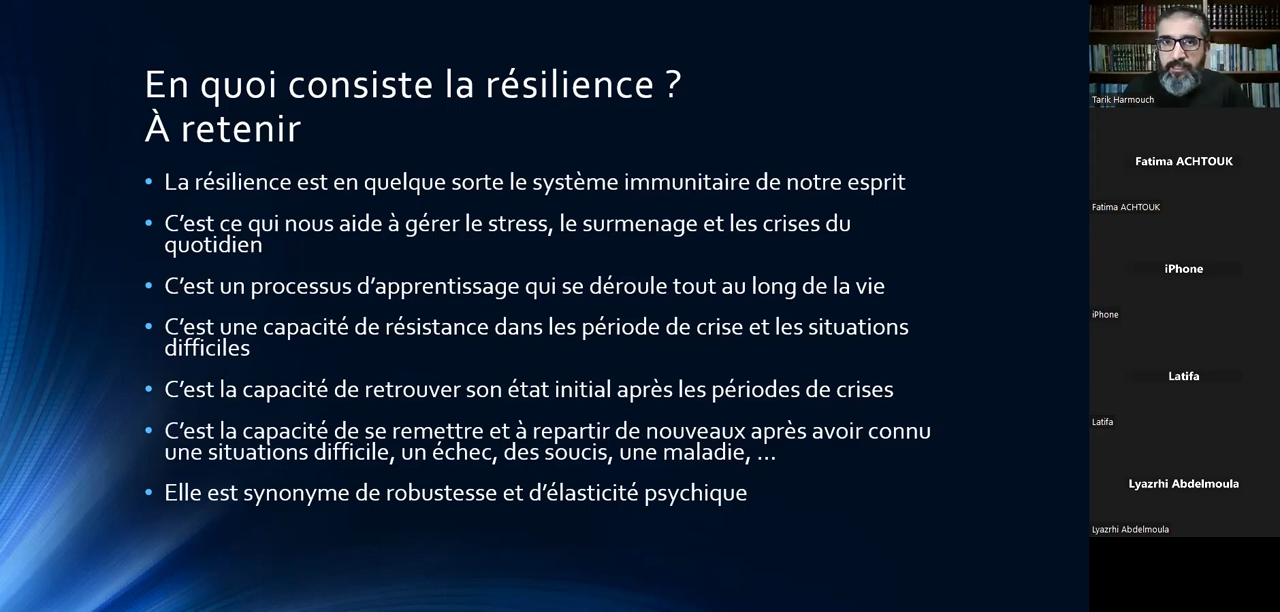 En quoi consiste la résilience ?
À retenir
• La résilience est en quelque sorte le système immunitaire de notre esprit
• C’est ce qui nous aide à gérer le stress, le surmenage et les crises du
quotidien
• C’est un processus d’apprentissage qui se déroule tout au long de la vie
• C’est une capacité de résistance dans les période de crise et les situations
difficiles
• C’est la capacité de retrouver son état initial après les périodes de crises
• C’est la capacité de se remettre et à repartir de nouveaux après avoir connu
une situations difficile, un échec, des soucis, une maladie, ...
• Elle est synonyme de robustesse et d’élasticité psychique
Tarik Harmouch
Fatima ACHTOUK
Fatima ACHTOUK
iPhone
iPhone
Latifa
Latifa
Lyazrhi Abdelmoula
Lyazrhi Abdelmoula